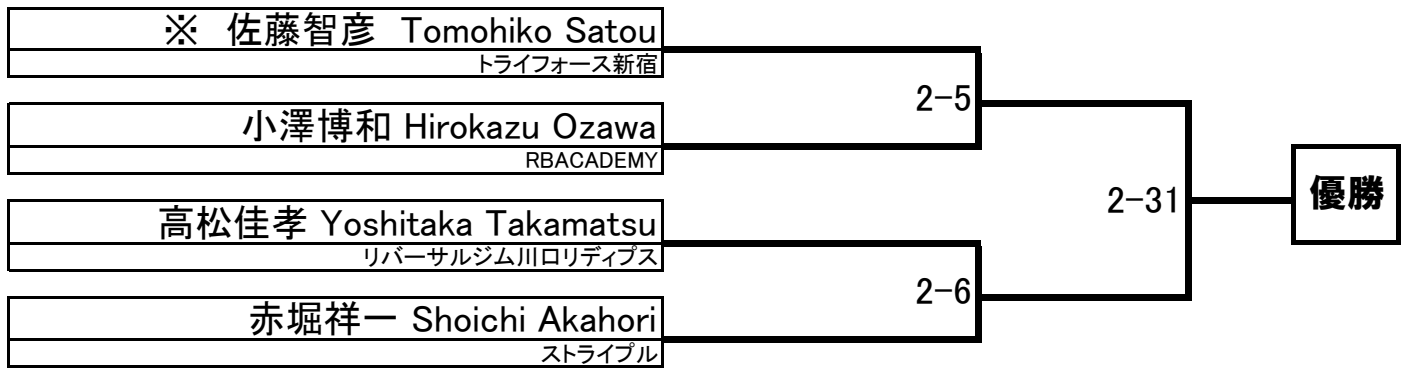 ※ 佐藤智彦 Tomohiko Satou
トライフォース新宿
2-5
小澤博和 Hirokazu Ozawa
RBACADEMY
2-31
優勝
高松佳孝 Yoshitaka Takamatsu
リバーサルジム川口リディプス
2-6
赤堀祥一 Shoichi Akahori
ストライプル